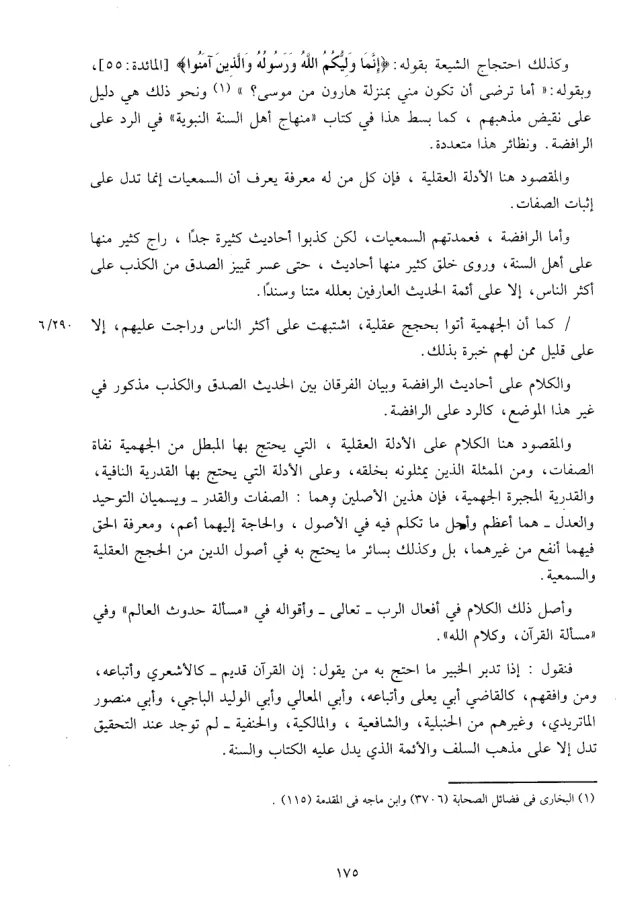 وكذلك احتجاج الشيعة بقوله: ﴿إِنَّمَا وَلِيُّكُمُ اللَّهُ وَرَسُولُهُ وَالَّذِينَ آمَنُوا﴾ [المائدة: ٥٥]،
وبقوله: « أما ترضى أن تكون مني بمنزلة هارون من موسى؟ » (١) ونحو ذلك هي دليل
على نقيض مذهبهم ، كما بسط هذا في كتاب «منهاج أهل السنة النبوية» في الرد على
الرافضة. ونظائر هذا متعددة.
والمقصود هنا الأدلة العقلية ، فإن كل من له معرفة يعرف أن السمعيات إنما تدل على
إثبات الصفات.
وأما الرافضة ، فعمدتهم السمعيات، لكن كذبوا أحاديث كثيرة جدًا ، راج كثير منها
على أهل السنة، وروى خلق كثير منها أحاديث ، حتى عسر تمييز الصدق من الكذب على
أكثر الناس، إلا على أئمة الحديث العارفين بعلله متنا وسندًا.
/ كما أن الجهمية أتوا بحجج عقلية، اشتبهت على أكثر الناس وراجت عليهم، إلا ٦/٢٩٠
على قليل ممن لهم خبرة بذلك.
والكلام على أحاديث الرافضة وبيان الفرقان بين الحديث الصدق والكذب مذكور في
غير هذا الموضع، كالرد على الرافضة.
والمقصود هنا الكلام على الأدلة العقلية ، التي يحتج بها المبطل من الجهمية نفاة
الصفات، ومن الممثلة الذين يمثلونه بخلقه، وعلى الأدلة التي يحتج بها القدرية النافية،
والقدرية المجبرة الجهمية، فإن هذين الأصلين وهما : الصفات والقدر ــ ويسميان التوحيد
والعدل ــ هما أعظم وأجل ما تكلم فيه في الأصول ، والحاجة إليهما أعم، ومعرفة الحق
فيهما أنفع من غيرهما، بل وكذلك بسائر ما يحتج به في أصول الدين من الحجج العقلية
والسمعية.
وأصل ذلك الكلام في أفعال الرب ــ تعالى ــ وأقواله في «مسألة حدوث العالم» وفي
«مسألة القرآن، وكلام الله».
فنقول : إذا تدبر الخبير ما احتج به من يقول: إن القرآن قديم ــ كالأشعري وأتباعه،
ومن وافقهم، كالقاضي أبي يعلى وأتباعه، وأبي المعالي وأبي الوليد الباجي، وأبي منصور
الماتريدي، وغيرهم من الحنبلية، والشافعية ، والمالكية، والحنفية ــ لم توجد عند التحقيق
تدل إلا على مذهب السلف والأئمة الذي يدل عليه الكتاب والسنة.
(١) البخارى فى فضائل الصحابة (٣٧٠٦) وابن ماجه فى المقدمة (١١٥) .
١٧٥